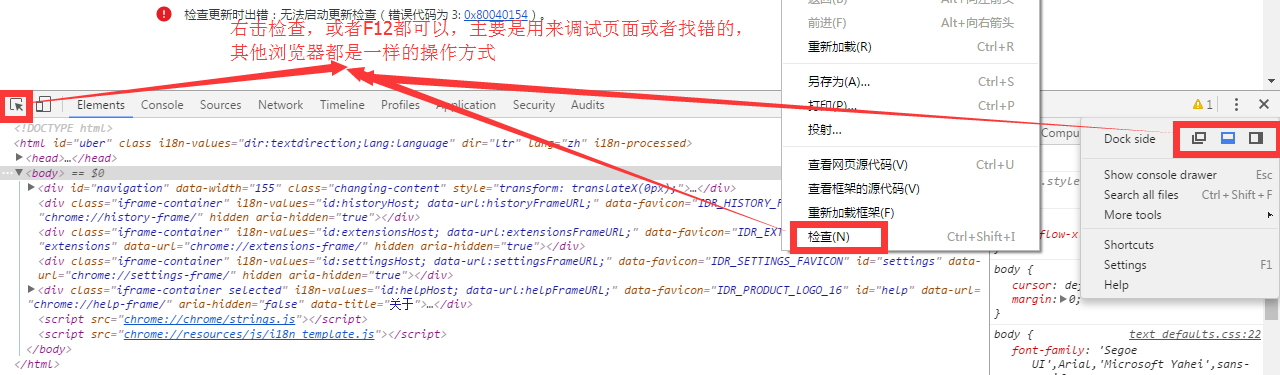 返回(B) Alt+向左箭头
检查更新时出错：无法启动更新检查（错误代码为 3: 0x80040154）。
前进(F) Alt+向右箭头
右击检查，或者F12都可以，主要是用来调试页面或者找错的，
其他浏览器都是一样的操作方式
重新加载(R) Ctrl+R
另存为(A)... Ctrl+S
打印(P)... Ctrl+P
投射...
查看网页源代码(V) Ctrl+U
查看框架的源代码(V)
重新加载框架(F)
检查(N) Ctrl+Shift+I
Elements Console Sources Network Timeline Profiles Application Security Audits
1
<!DOCTYPE html>
<html id="uber" class i18n-values="dir:textdirection;lang:language" dir="ltr" lang="zh" i18n-processed>
<head>…</head>
<body> == $0
<div id="navigation" data-width="155" class="changing-content" style="transform: translateX(0px);">…</div>
<div class="iframe-container" i18n-values="id:historyHost; data-url:historyFrameURL;" data-favicon="IDR_HISTORY_F
"chrome://history-frame/" hidden aria-hidden="true"></div>
<div class="iframe-container" i18n-values="id:extensionsHost; data-url:extensionsFrameURL;" data-favicon="IDR_EXT
"extensions" data-url="chrome://extensions-frame/" hidden aria-hidden="true"></div>
<div class="iframe-container" i18n-values="id:settingsHost; data-url:settingsFrameURL;" data-favicon="IDR_SETTINGS_FAVICON" id="settings" data-
url="chrome://settings-frame/" hidden aria-hidden="true"></div>
<div class="iframe-container selected" i18n-values="id:helpHost; data-url:helpFrameURL;" data-favicon="IDR_PRODUCT_LOGO_16" id="help" data-url=
"chrome://help-frame/" aria-hidden="false" data-title="关于">…</div>
<script src="chrome://chrome/strings.js"></script>
<script src="chrome://resources/js/i18n_template.js"></script>
</body>
</html>
Compu
.style
flow-x
}
body {
cursor: def
margin: 0;
}
body { text_defaults.css:22
font-family: 'Segoe
UI',Arial,'Microsoft Yahei',sans-
Dock side
Show console drawer Esc
Search all files Ctrl + Shift + F
More tools
Shortcuts
Settings F1
Help